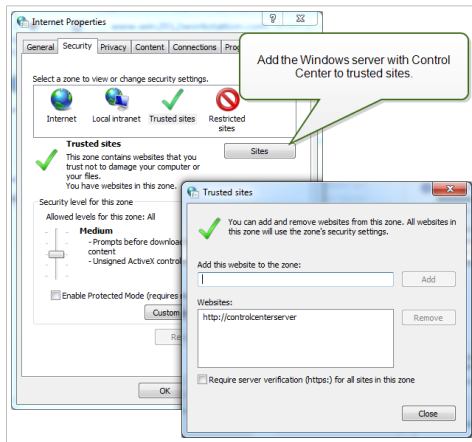 Internet Properties
General Security Privacy Content Connections
Add the Windows server with Control
Center to trusted sites.
Select a zone to view or change security settings.
Internet Local intranet Trusted sites Restricted
sites
Trusted sites
Sites
This zone contains websites that you
trust not to damage your computer or
your files.
You have websites in this zone.
Security level for this zone
Allowed levels for this zone: All
Medium
- Prompts before
content
- Unsigned ActiveX
Enable Protected Mode (requires
Custom
OK
Trusted sites
You can add and remove websites from this zone. All websites in
this zone will use the zone's security settings.
Add this website to the zone:
Add
Websites:
http://controlcenterserver
Remove
Require server verification (https:) for all sites in this zone
Close